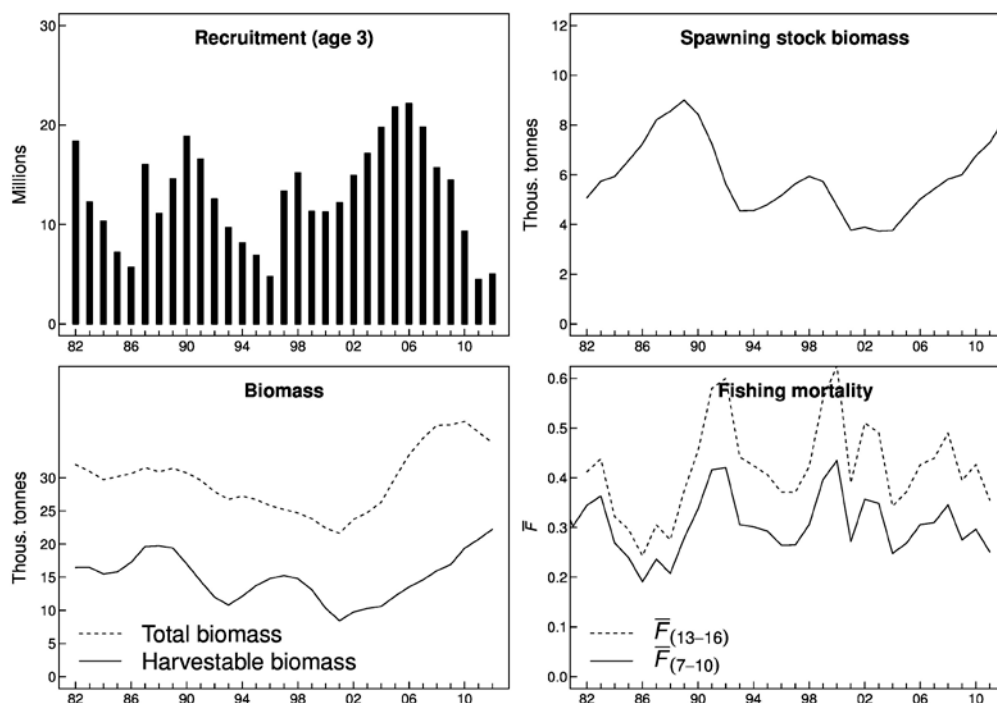 Recruitment (age 3)
Millions
30
20
10
0
82 86 90 94 98 02 06 10
Spawning stock biomass
Thous. tonnes
12
10
8
6
4
2
0
82 86 90 94 98 02 06 10
Biomass
Thous. tonnes
30
25
20
15
10
5
0
Total biomass
Harvestable biomass
82 86 90 94 98 02 06 10
Fishing mortality
F̅
0.6
0.5
0.4
0.3
0.2
0.1
0.0
F̅(13−16)
F̅(7−10)
82 86 90 94 98 02 06 10